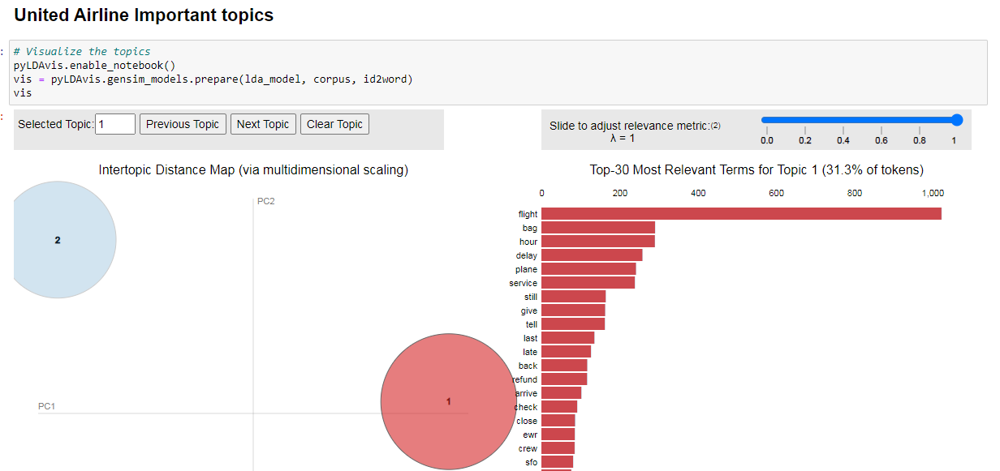 United Airline Important topics
:
# Visualize the topics
pyLDAvis.enable_notebook()
vis = pyLDAvis.gensim_models.prepare(lda_model, corpus, id2word)
vis
:
Selected Topic: 1 Previous Topic Next Topic Clear Topic
Slide to adjust relevance metric:(2)
λ = 1
0.0 0.2 0.4 0.6 0.8 1
Intertopic Distance Map (via multidimensional scaling)
PC2
2
PC1
1
Top-30 Most Relevant Terms for Topic 1 (31.3% of tokens)
0 200 400 600 800 1,000
flight
bag
hour
delay
plane
service
still
give
tell
last
late
back
refund
arrive
check
close
ewr
crew
sfo